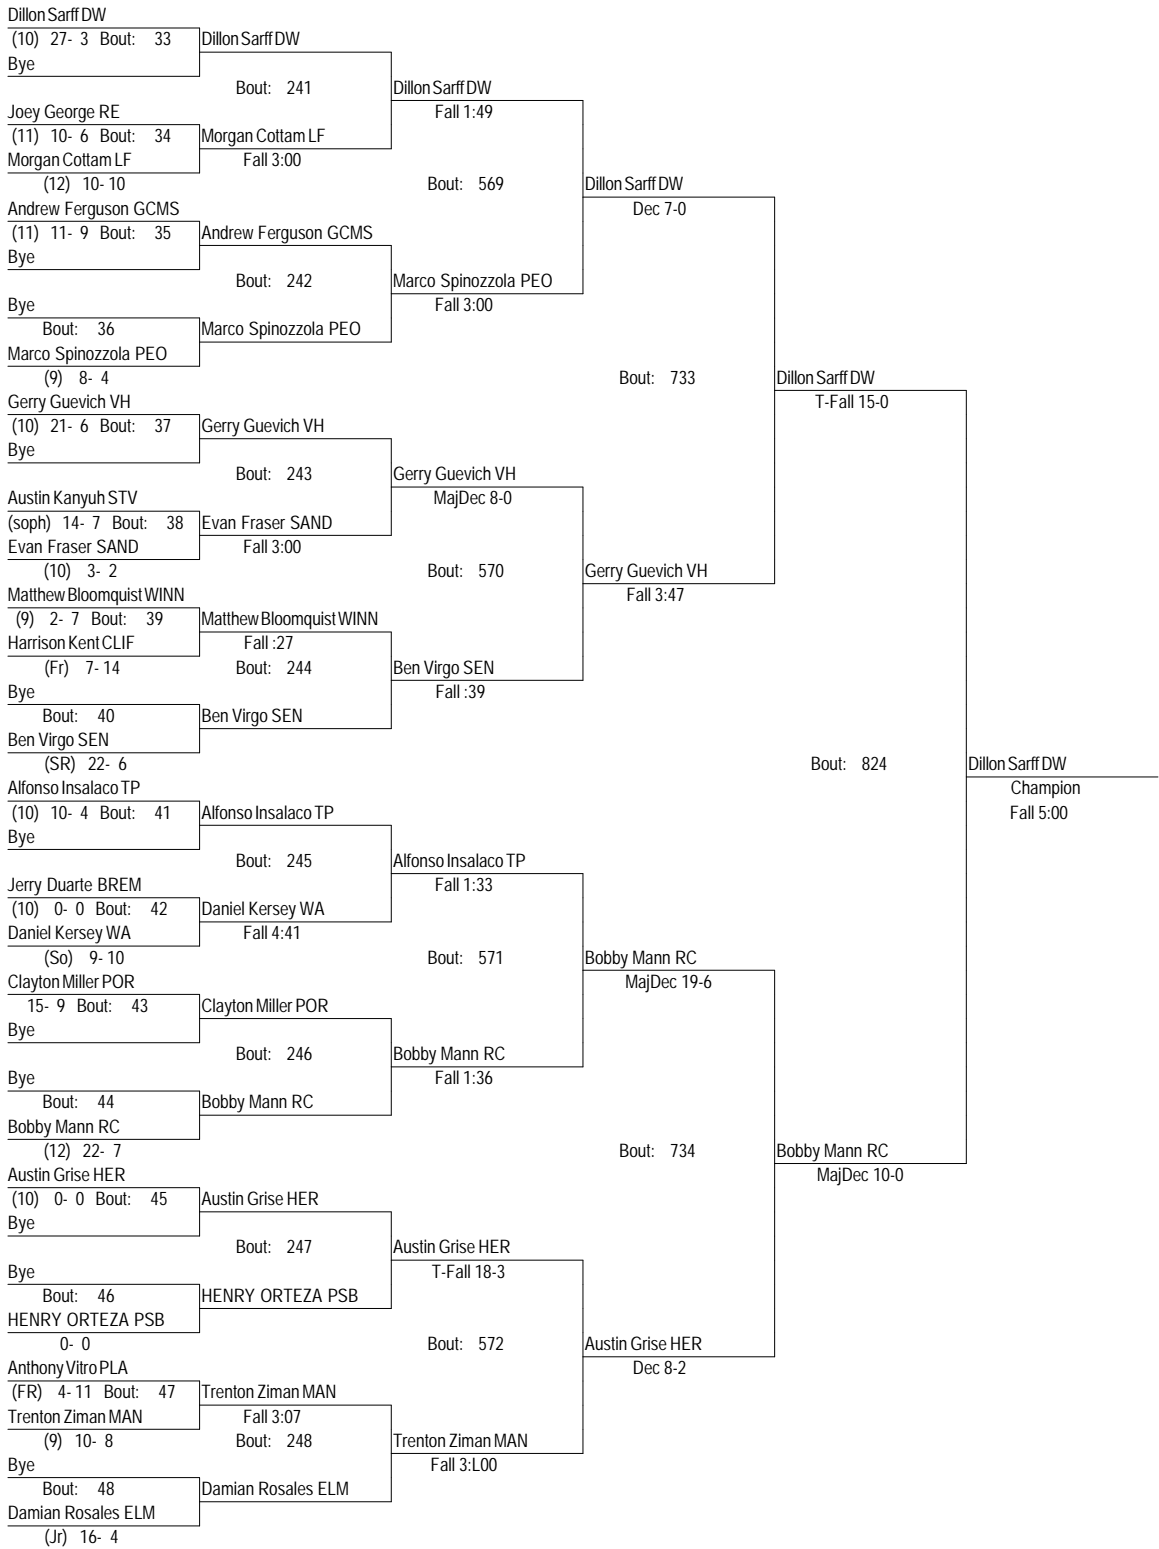 Dillon Sarff DW
(10) 27- 3 Bout: 33 Dillon Sarff DW
Bye
Bout: 241 Dillon Sarff DW
Joey George RE Fall 1:49
(11) 10- 6 Bout: 34 Morgan Cottam LF
Morgan Cottam LF Fall 3:00
(12) 10- 10 Bout: 569 Dillon Sarff DW
Andrew Ferguson GCMS Dec 7-0
(11) 11- 9 Bout: 35 Andrew Ferguson GCMS
Bye
Bout: 242 Marco Spinozzola PEO
Bye Fall 3:00
Bout: 36 Marco Spinozzola PEO
Marco Spinozzola PEO
(9) 8- 4 Bout: 733 Dillon Sarff DW
Gerry Guevich VH T-Fall 15-0
(10) 21- 6 Bout: 37 Gerry Guevich VH
Bye
Bout: 243 Gerry Guevich VH
Austin Kanyuh STV MajDec 8-0
(soph) 14- 7 Bout: 38 Evan Fraser SAND
Evan Fraser SAND Fall 3:00
(10) 3- 2 Bout: 570 Gerry Guevich VH
Matthew Bloomquist WINN Fall 3:47
(9) 2- 7 Bout: 39 Matthew Bloomquist WINN
Harrison Kent CLIF Fall :27
(Fr) 7- 14 Bout: 244 Ben Virgo SEN
Bye Fall :39
Bout: 40 Ben Virgo SEN
Ben Virgo SEN
(SR) 22- 6 Bout: 824 Dillon Sarff DW
Alfonso Insalaco TP Champion
(10) 10- 4 Bout: 41 Alfonso Insalaco TP Fall 5:00
Bye
Bout: 245 Alfonso Insalaco TP
Jerry Duarte BREM Fall 1:33
(10) 0- 0 Bout: 42 Daniel Kersey WA
Daniel Kersey WA Fall 4:41
(So) 9- 10 Bout: 571 Bobby Mann RC
Clayton Miller POR MajDec 19-6
15- 9 Bout: 43 Clayton Miller POR
Bye
Bout: 246 Bobby Mann RC
Bye Fall 1:36
Bout: 44 Bobby Mann RC
Bobby Mann RC
(12) 22- 7 Bout: 734 Bobby Mann RC
Austin Grise HER MajDec 10-0
(10) 0- 0 Bout: 45 Austin Grise HER
Bye
Bout: 247 Austin Grise HER
Bye T-Fall 18-3
Bout: 46 HENRY ORTEZA PSB
HENRY ORTEZA PSB
0- 0 Bout: 572 Austin Grise HER
Anthony Vitro PLA Dec 8-2
(FR) 4- 11 Bout: 47 Trenton Ziman MAN
Trenton Ziman MAN Fall 3:07
(9) 10- 8 Bout: 248 Trenton Ziman MAN
Bye Fall 3:L00
Bout: 48 Damian Rosales ELM
Damian Rosales ELM
(Jr) 16- 4